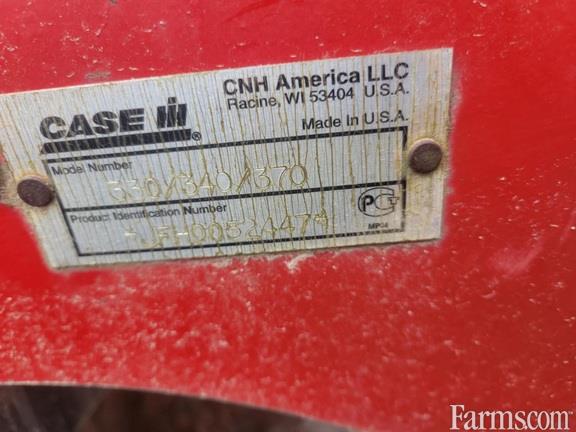 CNH America LLC
Racine, WI 53404 U.S.A.
CASE IH
Made in U.S.A.
Model Number
330/340/370
Product Identification Number
MP04
Farms.com